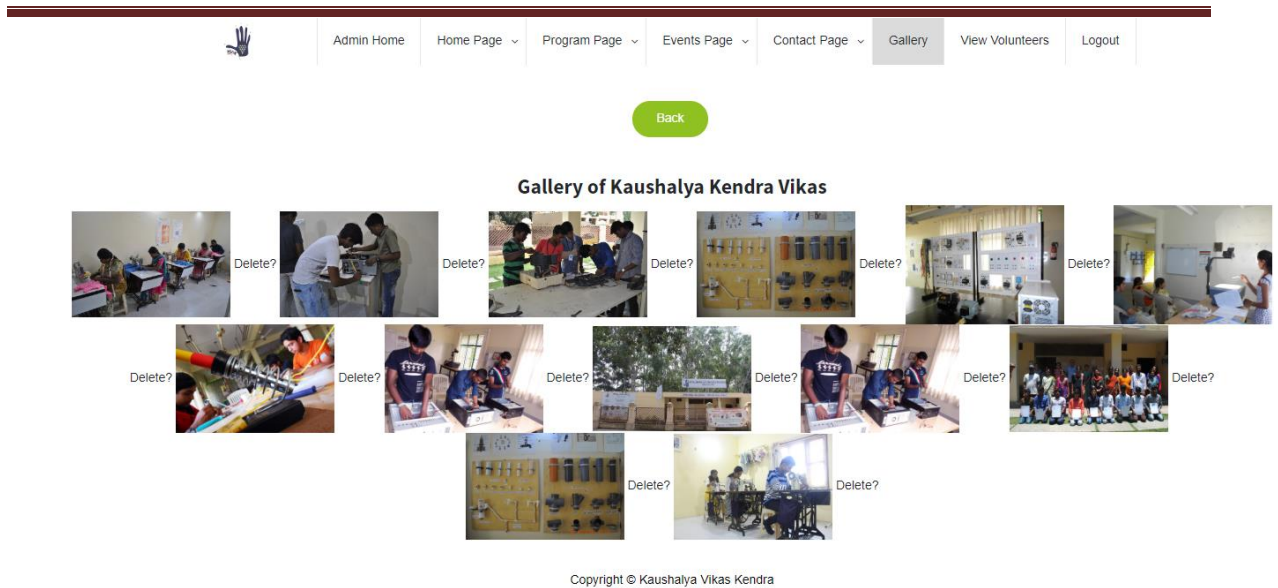 Admin Home Home Page Program Page Events Page Contact Page Gallery View Volunteers Logout
Back
Gallery of Kaushalya Kendra Vikas
Delete? Delete? Delete? Delete? Delete?
Delete? Delete? Delete? Delete? Delete? Delete?
Delete? Delete?
Copyright © Kaushalya Vikas Kendra